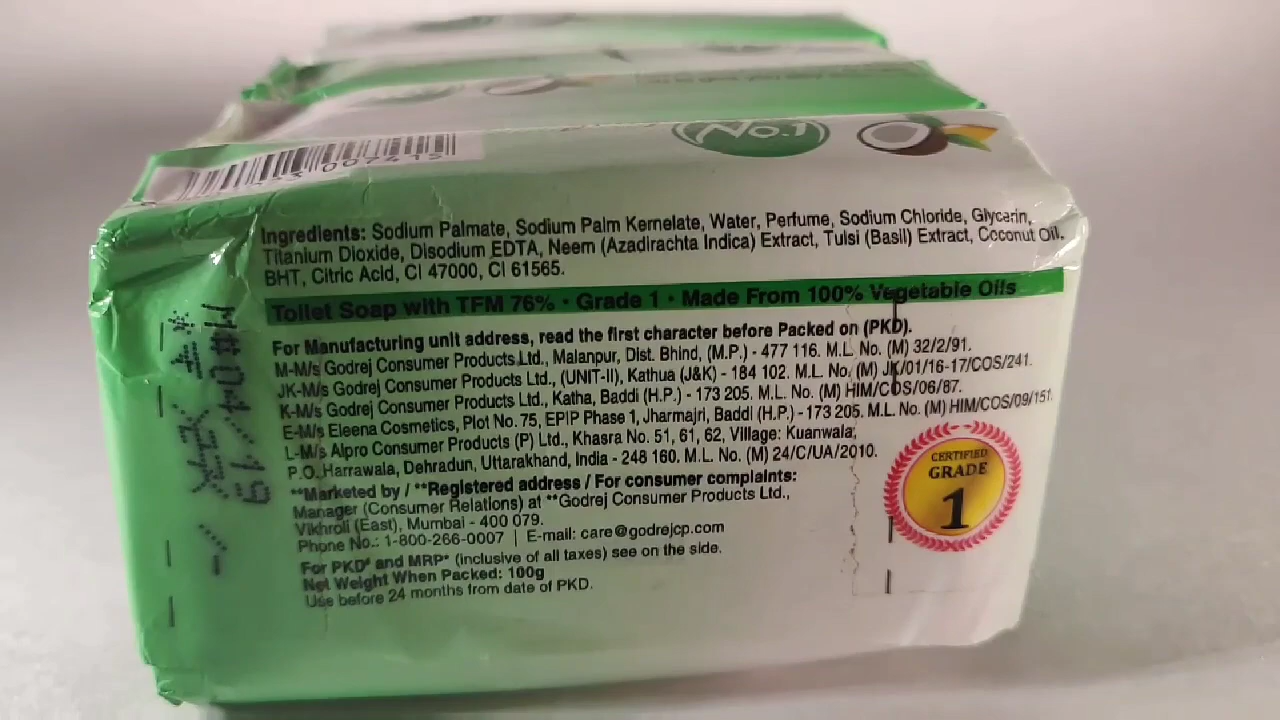 No.1
007415
Ingredients: Sodium Palmate, Sodium Palm Kernelate, Water, Perfume, Sodium Chloride, Glycerin,
Titanium Dioxide, Disodium EDTA, Neem (Azadirachta Indica) Extract, Tulsi (Basil) Extract, Coconut Oil,
BHT, Citric Acid, CI 47000, CI 61565.
Toilet Soap with TFM 76% • Grade 1 • Made From 100% Vegetable Oils
For Manufacturing unit address, read the first character before Packed on (PKD).
M-M/s Godrej Consumer Products Ltd., Malanpur, Dist. Bhind, (M.P.) - 477 116. M.L. No. (M) 32/2/91.
JK-M/s Godrej Consumer Products Ltd., (UNIT-II), Kathua (J&K) - 184 102. M.L. No. (M) JK/01/16-17/COS/241.
K-M/s Godrej Consumer Products Ltd., Katha, Baddi (H.P.) - 173 205. M.L. No. (M) HIM/COS/06/87.
E-M/s Eleena Cosmetics, Plot No. 75, EPIP Phase 1, Jharmajri, Baddi (H.P.) - 173 205. M.L. No. (M) HIM/COS/09/151.
L-M/s Alpro Consumer Products (P) Ltd., Khasra No. 51, 61, 62, Village: Kuanwala,
P.O. Harrawala, Dehradun, Uttarakhand, India - 248 160. M.L. No. (M) 24/C/UA/2010.
**Marketed by / **Registered address / For consumer complaints:
Manager (Consumer Relations) at **Godrej Consumer Products Ltd.,
Vikhroli (East), Mumbai - 400 079.
Phone No.: 1-800-266-0007 | E-mail: care@godrejcp.com
For PKD# and MRP* (inclusive of all taxes) see on the side.
Net Weight When Packed: 100g
Use before 24 months from date of PKD.
CERTIFIED
GRADE
1
M#04/19